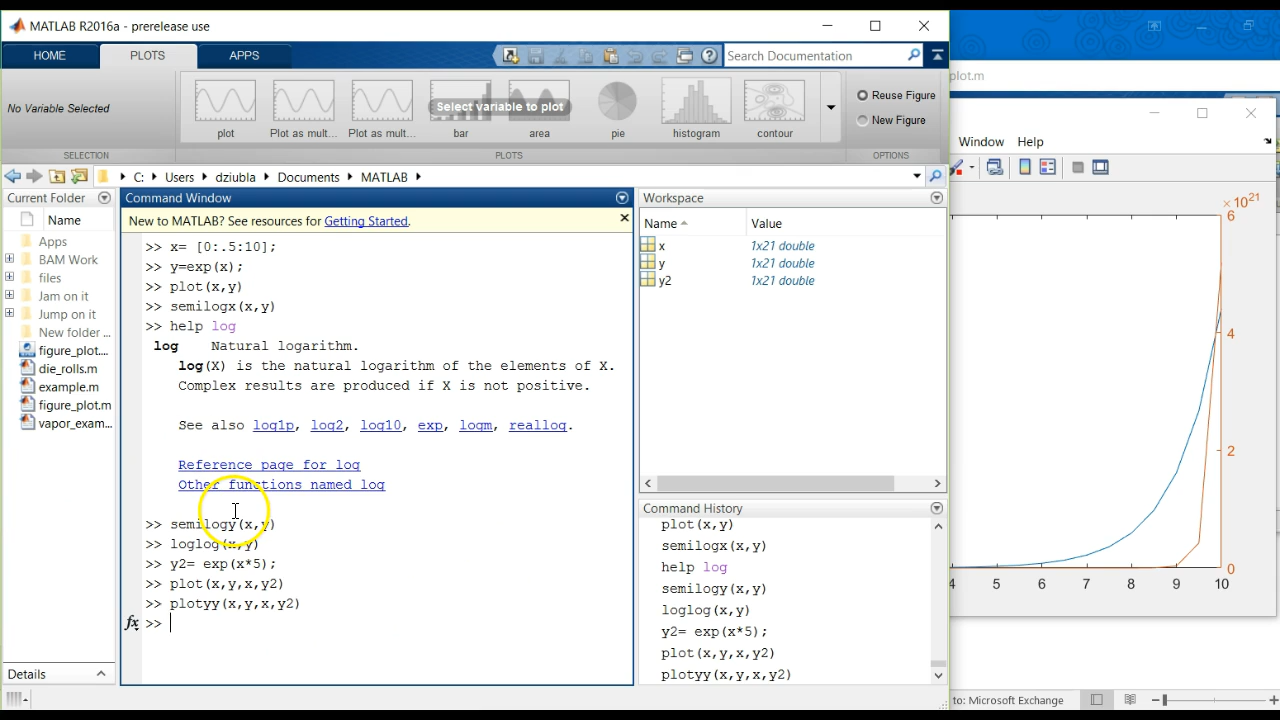 MATLAB R2016a - prerelease use
HOME
PLOTS
APPS
Search Documentation
No Variable Selected
Select variable to plot
plot
Plot as mult...
Plot as mult...
bar
area
pie
histogram
contour
Reuse Figure
New Figure
SELECTION
PLOTS
OPTIONS
C: Users dziubla Documents MATLAB
Current Folder
Name
Apps
BAM Work
files
Jam on it
Jump on it
New folder ...
figure_plot....
die_rolls.m
example.m
figure_plot.m
vapor_exam...
Details
Command Window
New to MATLAB? See resources for Getting Started.
>> x= [0:.5:10];
>> y=exp(x);
>> plot(x,y)
>> semilogx(x,y)
>> help log
log    Natural logarithm.
log(X) is the natural logarithm of the elements of X.
Complex results are produced if X is not positive.
See also log1p, log2, log10, exp, logm, reallog.
Reference page for log
Other functions named log
>> semilogy(x,y)
>> loglog(x,y)
>> y2= exp(x*5);
>> plot(x,y,x,y2)
>> plotyy(x,y,x,y2)
fx >>
Workspace
Name Value
x 1x21 double
y 1x21 double
y2 1x21 double
Command History
plot(x,y)
semilogx(x,y)
help log
semilogy(x,y)
loglog(x,y)
y2= exp(x*5);
plot(x,y,x,y2)
plotyy(x,y,x,y2)
plot.m
Window Help
×10²¹
6
4
2
0
4 5 6 7 8 9 10
to: Microsoft Exchange